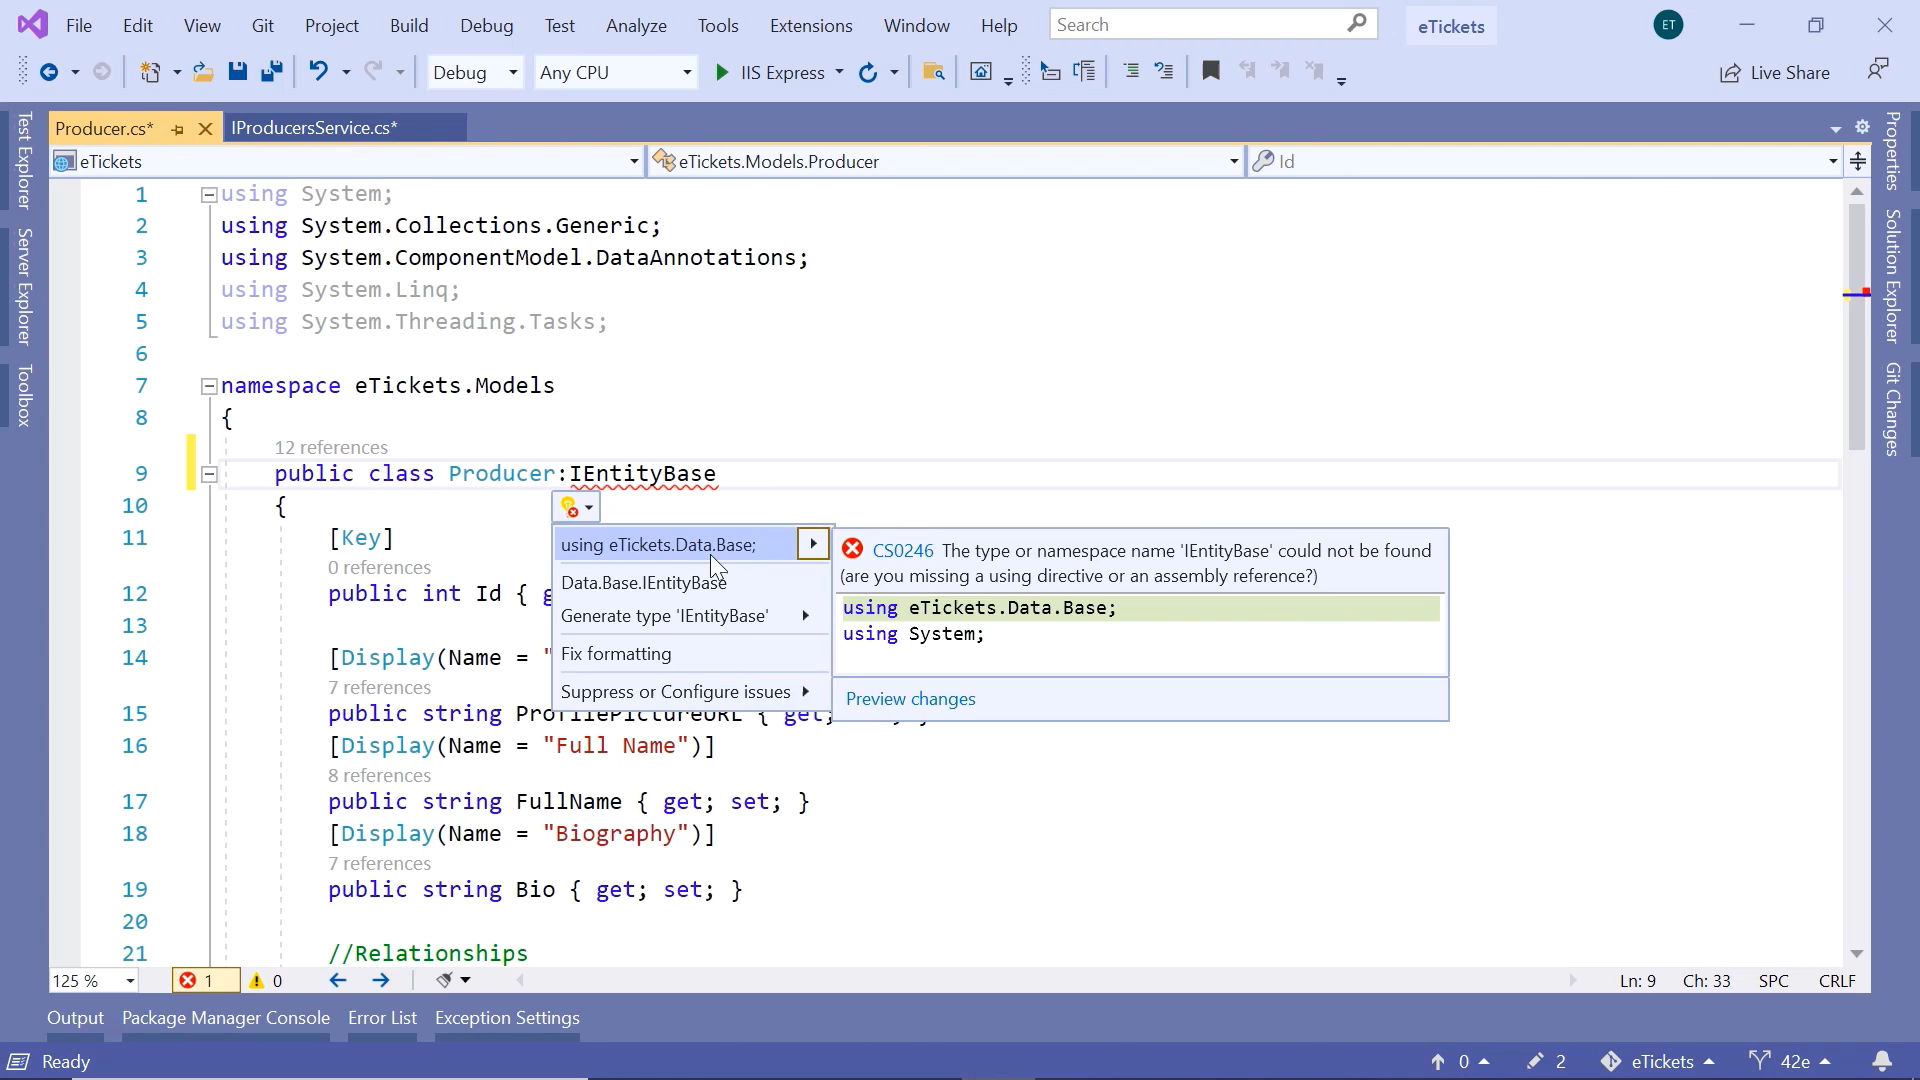 File Edit View Git Project Build Debug Test Analyze Tools Extensions Window Help Search eTickets ET
Debug Any CPU IIS Express Live Share
Producer.cs* IProducersService.cs*
eTickets eTickets.Models.Producer Id
Test Explorer
Server Explorer
Toolbox
Properties
Solution Explorer
Git Changes
1 using System;
2 using System.Collections.Generic;
3 using System.ComponentModel.DataAnnotations;
4 using System.Linq;
5 using System.Threading.Tasks;
6
7 namespace eTickets.Models
8 {
12 references
9 public class Producer:IEntityBase
10 {
11 [Key]
0 references
12 public int Id {
13
14 [Display(Name = "
7 references
15 public string ProfilePictureURL { get;
16 [Display(Name = "Full Name")]
8 references
17 public string FullName { get; set; }
18 [Display(Name = "Biography")]
7 references
19 public string Bio { get; set; }
20
21 //Relationships
using eTickets.Data.Base;
Data.Base.IEntityBase
Generate type 'IEntityBase'
Fix formatting
Suppress or Configure issues
CS0246 The type or namespace name 'IEntityBase' could not be found
(are you missing a using directive or an assembly reference?)
using eTickets.Data.Base;
using System;
Preview changes
125 % 1 0 Ln: 9 Ch: 33 SPC CRLF
Output Package Manager Console Error List Exception Settings
Ready 0 2 eTickets 42e